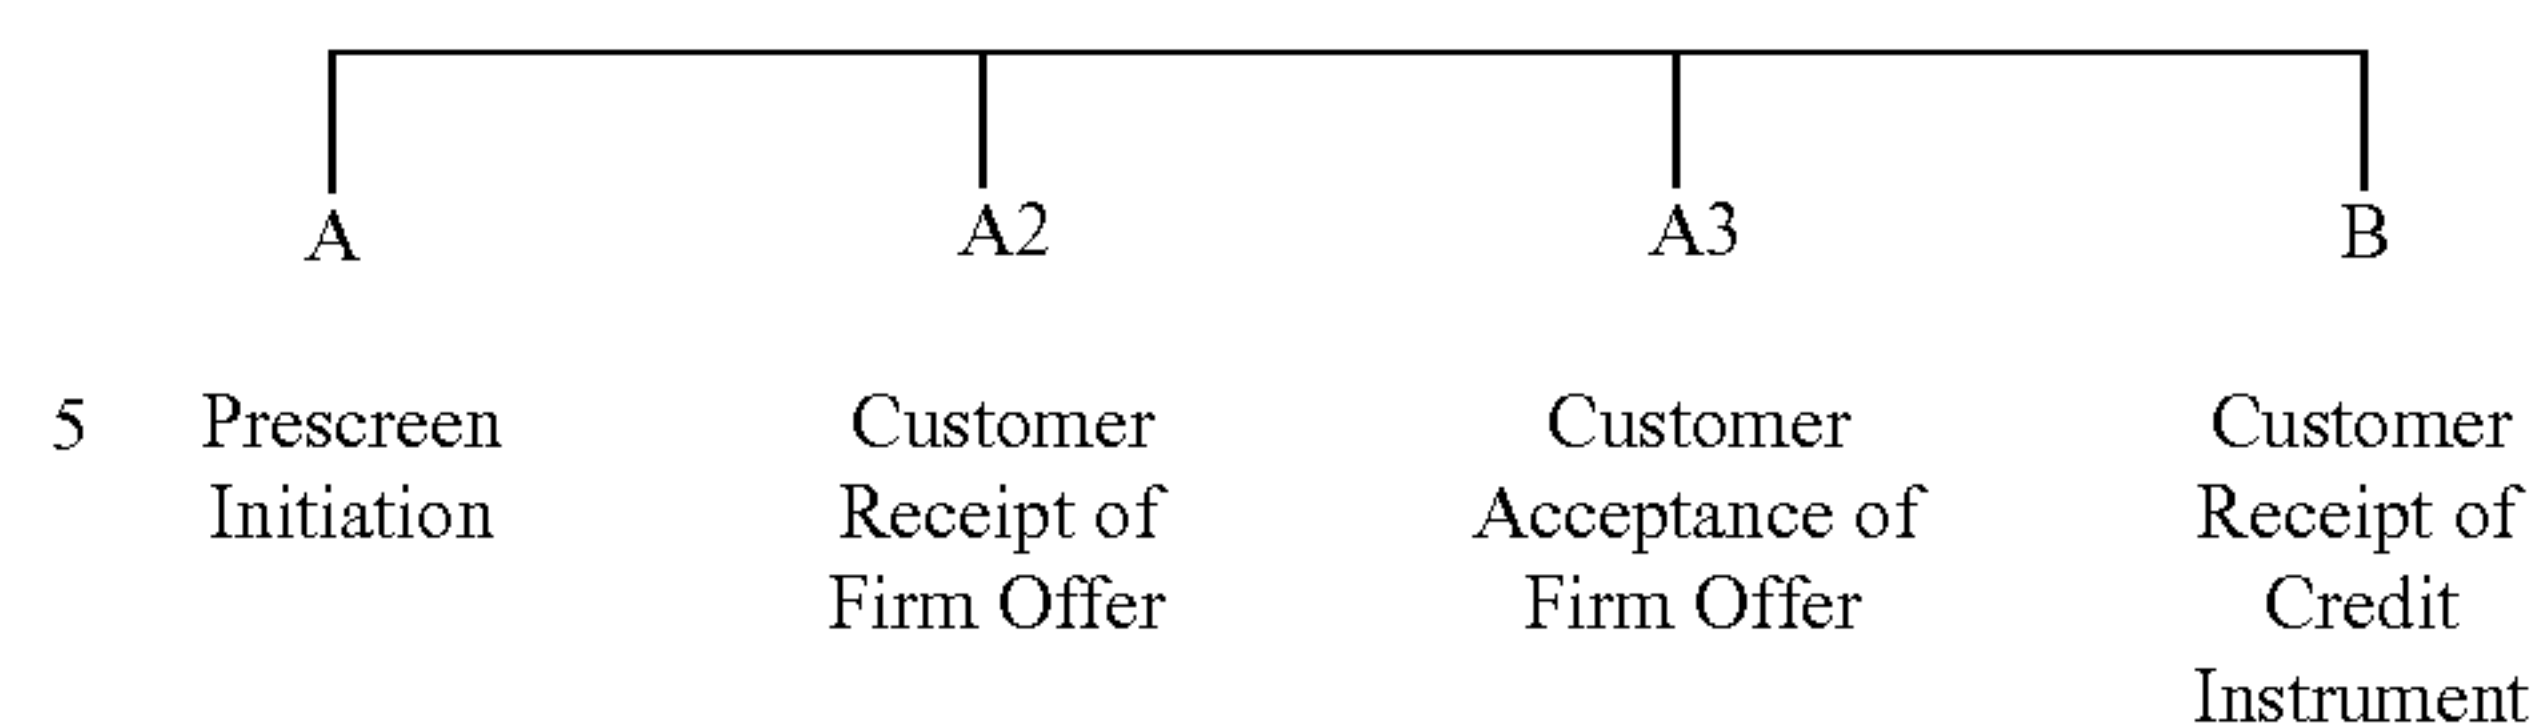 A A2 A3 B
5 Prescreen Customer Customer Customer
Initiation Receipt of Acceptance of Receipt of
Firm Offer Firm Offer Credit
Instrument